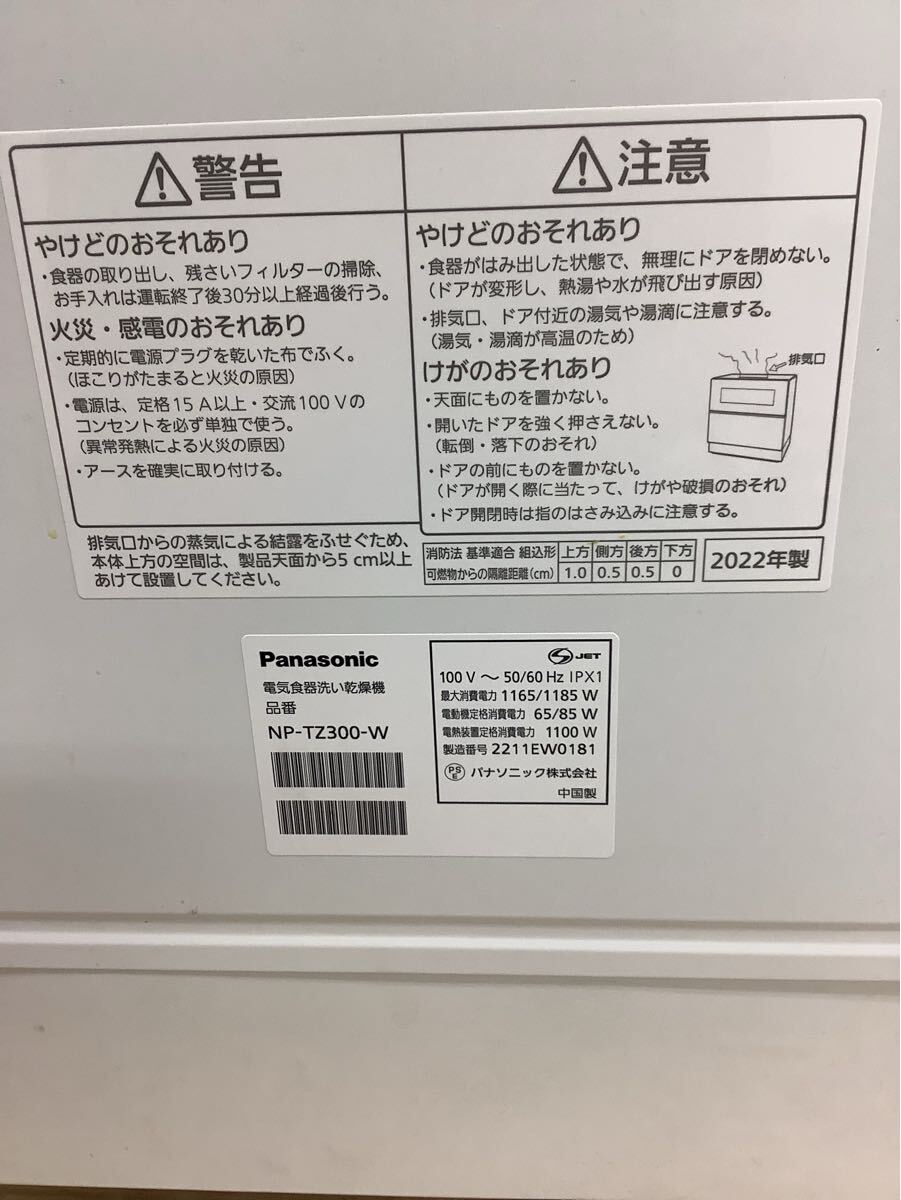 ⚠警告
やけどのおそれあり
・食器の取り出し、残さいフィルターの掃除、
お手入れは運転終了後30分以上経過後行う。
火災・感電のおそれあり
・定期的に電源プラグを乾いた布でふく。
(ほこりがたまると火災の原因)
・電源は、定格15A以上・交流100Vの
コンセントを必ず単独で使う。
(異常発熱による火災の原因)
・アースを確実に取り付ける。
⚠注意
やけどのおそれあり
・食器がはみ出した状態で、無理にドアを閉めない。
(ドアが変形し、熱湯や水が飛び出す原因)
・排気口、ドア付近の湯気や湯滴に注意する。
(湯気・湯滴が高温のため)
けがのおそれあり
・天面にものを置かない。
・開いたドアを強く押さえない。
(転倒・落下のおそれ)
・ドアの前にものを置かない。
(ドアが開く際に当たって、けがや破損のおそれ)
・ドア開閉時は指のはさみ込みに注意する。
排気口
排気口からの蒸気による結露をふせぐため、
本体上方の空間は、製品天面から5cm以上
あけて設置してください。
消防法 基準適合 組込形 上方 側方 後方 下方
可燃物からの隔離距離(cm) 1.0 0.5 0.5 0
2022年製
Panasonic
電気食器洗い乾燥機
品番
NP-TZ300-W
S JET
100 V ～ 50/60 Hz IPX1
最大消費電力 1165/1185 W
電動機定格消費電力 65/85 W
電熱装置定格消費電力 1100 W
製造番号 2211EW0181
PSE パナソニック株式会社
中国製